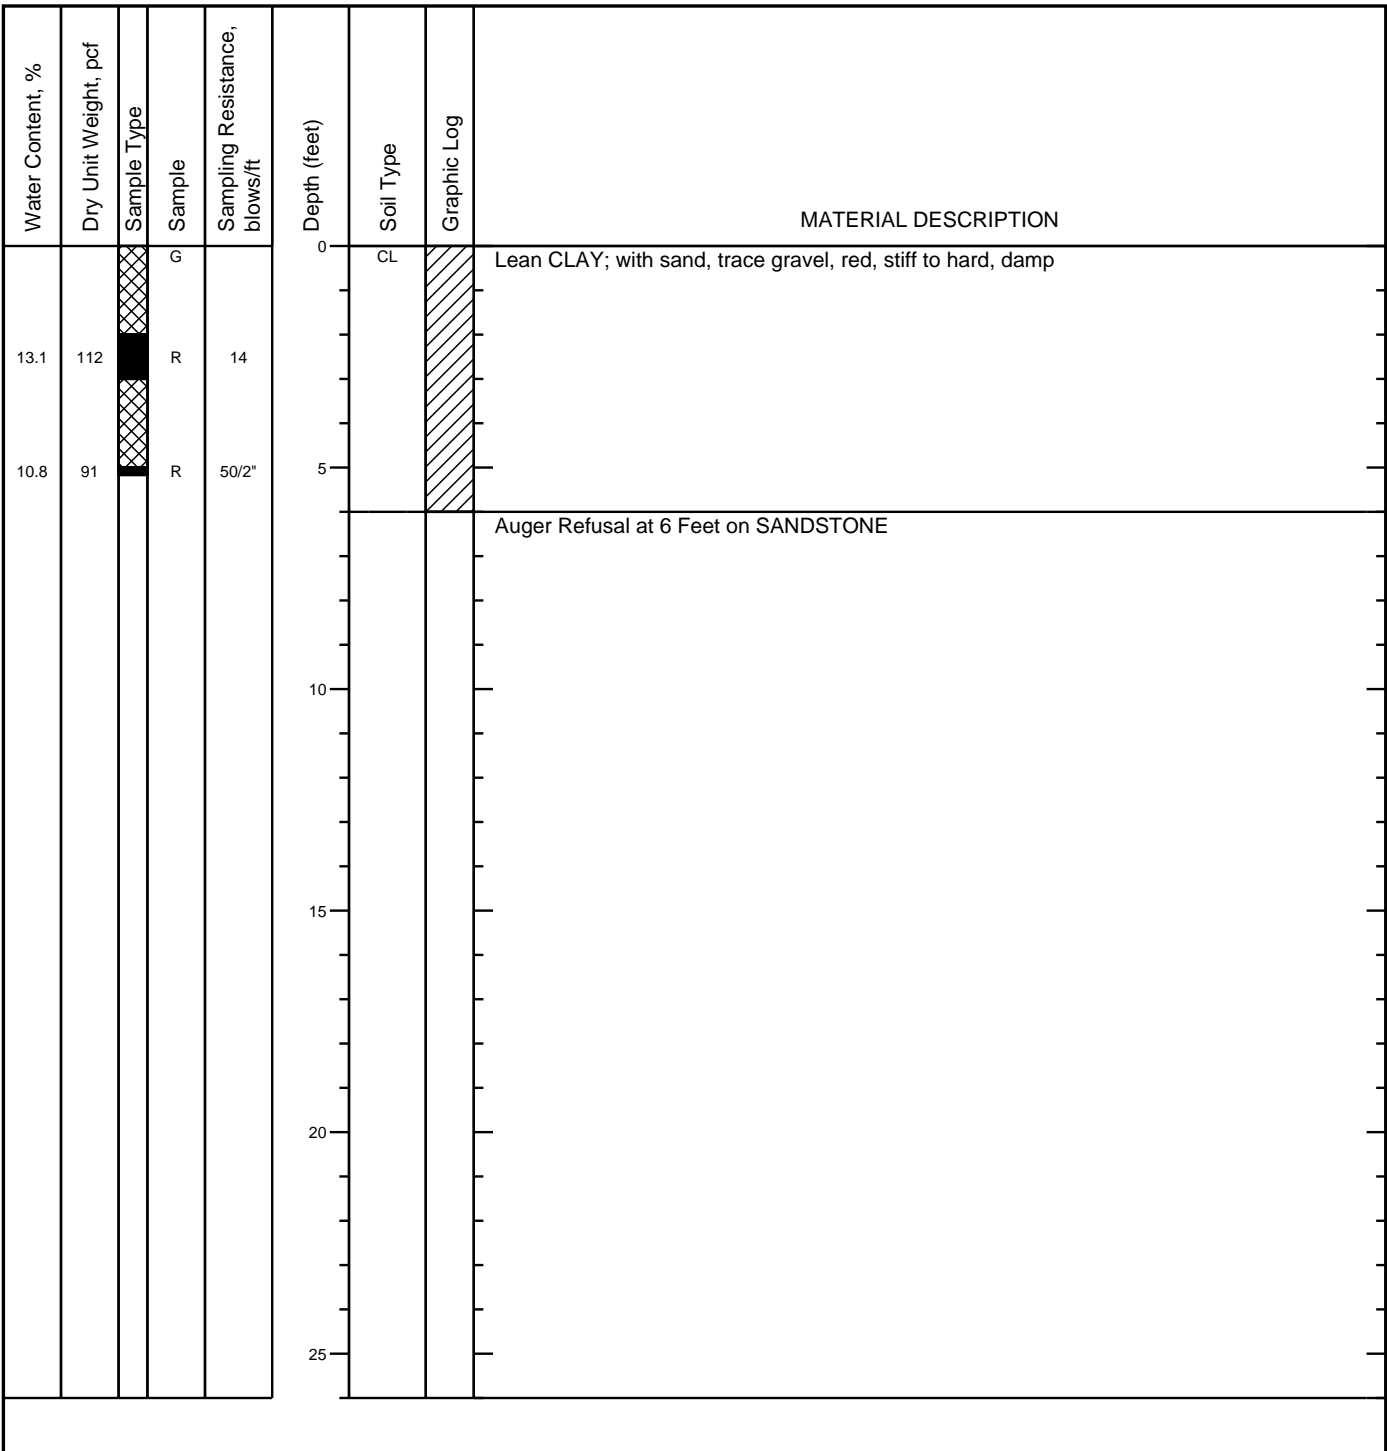 Water Content, %
Dry Unit Weight, pcf
Sample Type
Sample
Sampling Resistance,
blows/ft
Depth (feet)
Soil Type
Graphic Log
MATERIAL DESCRIPTION
0
G
CL
Lean CLAY; with sand, trace gravel, red, stiff to hard, damp
13.1 112 R 14
10.8 91 R 50/2"
5
Auger Refusal at 6 Feet on SANDSTONE
10
15
20
25